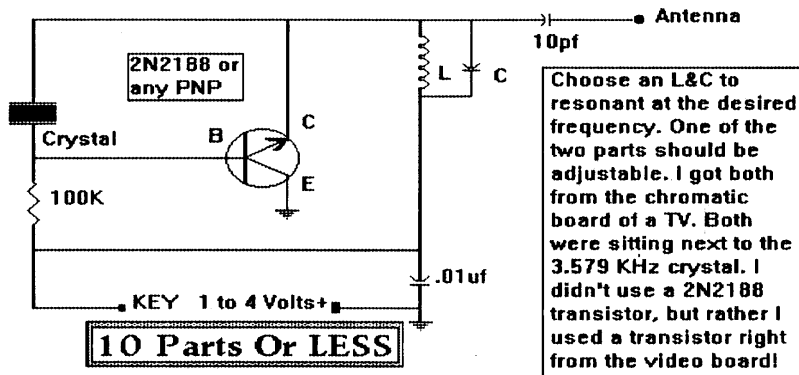 Antenna
10pf
2N2188 or
any PNP
L
C
Crystal
B
C
E
100K
.01uf
KEY 1 to 4 Volts+
10 Parts Or LESS
Choose an L&C to
resonant at the desired
frequency. One of the
two parts should be
adjustable. I got both
from the chromatic
board of a TV. Both
were sitting next to the
3.579 KHz crystal. I
didn't use a 2N2188
transistor, but rather I
used a transistor right
from the video board!